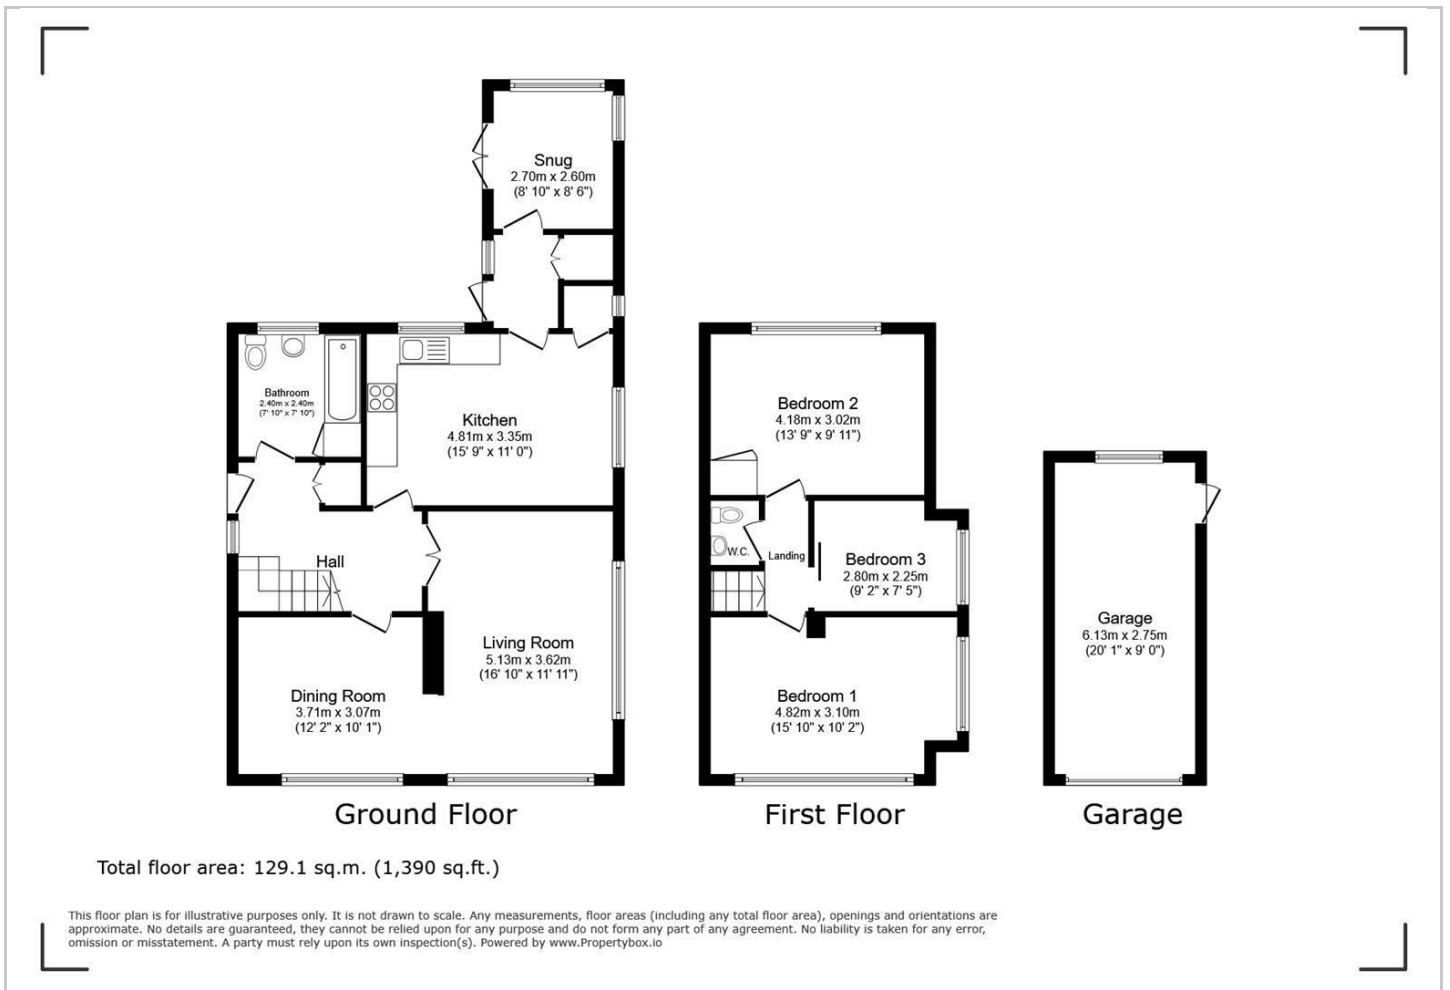 Snug
2.70m x 2.60m
(8' 10" x 8' 6")
Bathroom
2.40m x 2.40m
(7' 10" x 7' 10")
Kitchen
4.81m x 3.35m
(15' 9" x 11' 0")
Hall
Living Room
5.13m x 3.62m
(16' 10" x 11' 11")
Dining Room
3.71m x 3.07m
(12' 2" x 10' 1")
Ground Floor
Bedroom 2
4.18m x 3.02m
(13' 9" x 9' 11")
W.C.
Landing
Bedroom 3
2.80m x 2.25m
(9' 2" x 7' 5")
Bedroom 1
4.82m x 3.10m
(15' 10" x 10' 2")
First Floor
Garage
6.13m x 2.75m
(20' 1" x 9' 0")
Garage
Total floor area: 129.1 sq.m. (1,390 sq.ft.)
This floor plan is for illustrative purposes only. It is not drawn to scale. Any measurements, floor areas (including any total floor area), openings and orientations are
approximate. No details are guaranteed, they cannot be relied upon for any purpose and do not form any part of any agreement. No liability is taken for any error,
omission or misstatement. A party must rely upon its own inspection(s). Powered by www.Propertybox.io